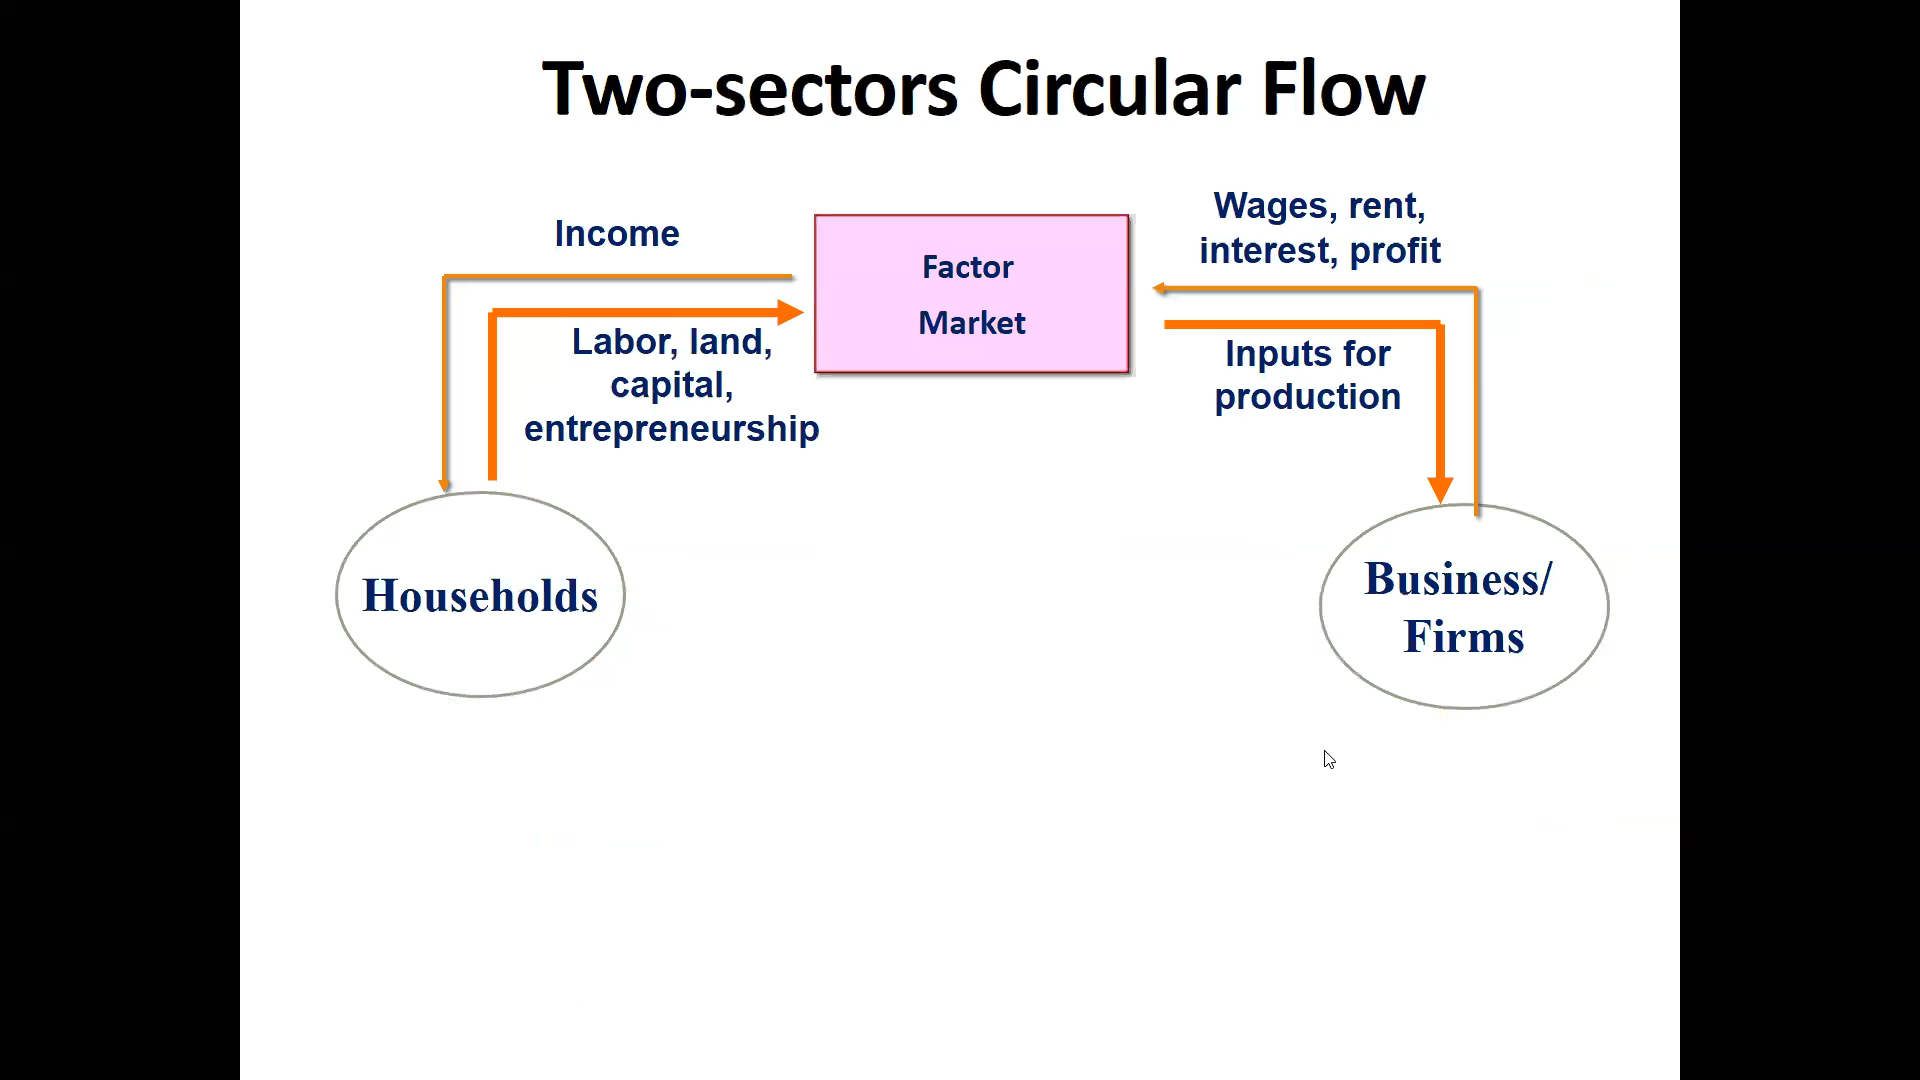 Two-sectors Circular Flow
Income
Factor
Market
Wages, rent,
interest, profit
Labor, land,
capital,
entrepreneurship
Inputs for
production
Households
Business/
Firms